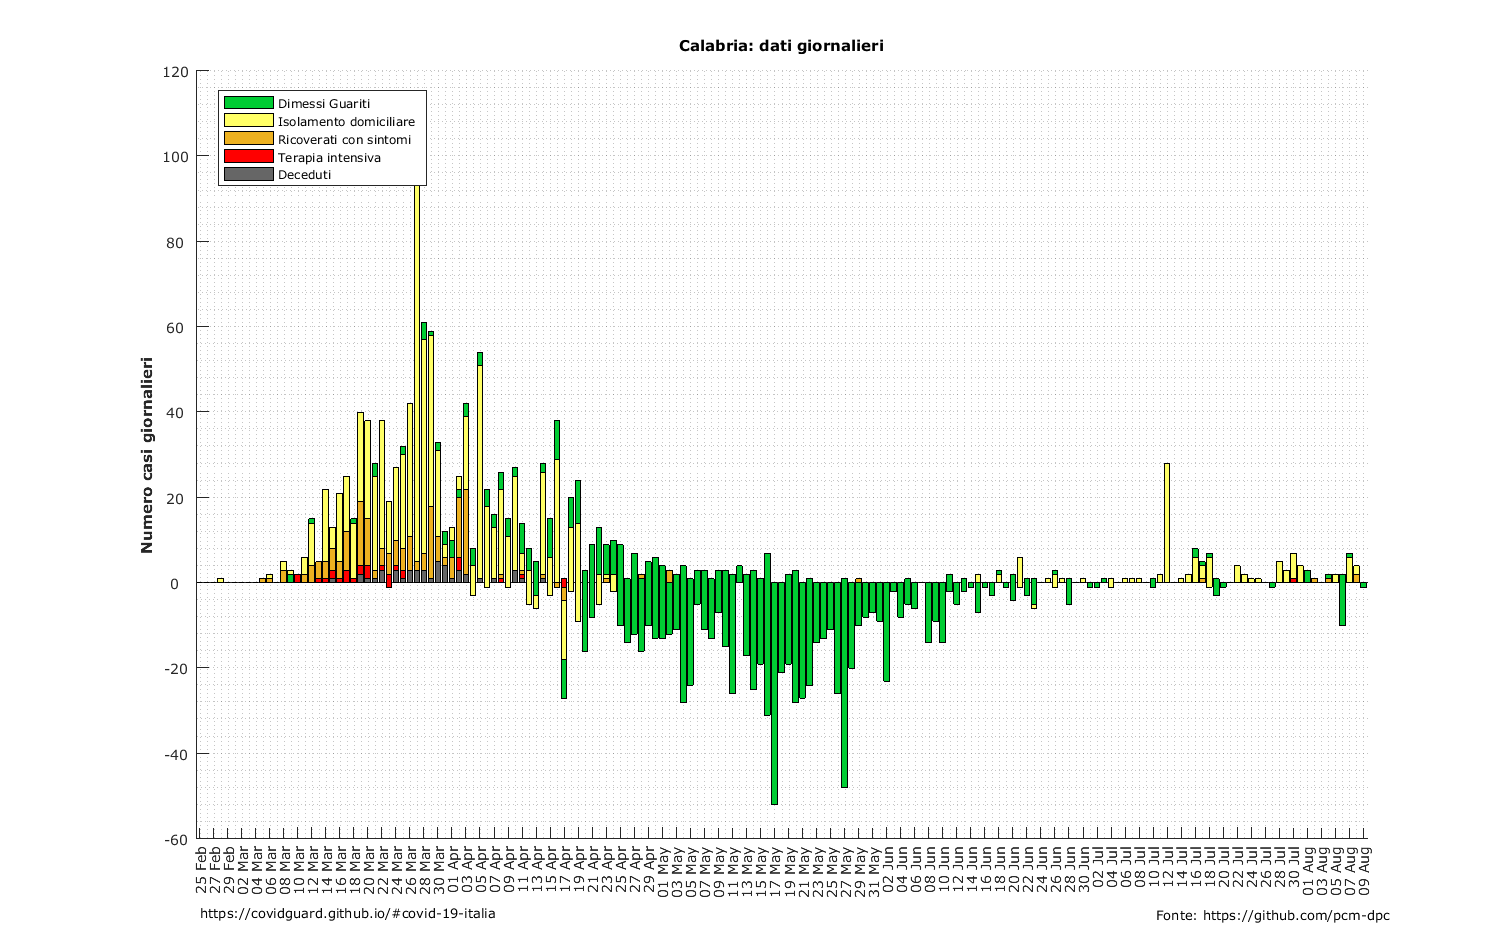 Calabria: dati giornalieri
120
100
80
60
40
20
0
-20
-40
-60
Numero casi giornalieri
Dimessi Guariti
Isolamento domiciliare
Ricoverati con sintomi
Terapia intensiva
Deceduti
25 Feb
27 Feb
29 Feb
02 Mar
04 Mar
06 Mar
08 Mar
10 Mar
12 Mar
14 Mar
16 Mar
18 Mar
20 Mar
22 Mar
24 Mar
26 Mar
28 Mar
30 Mar
01 Apr
03 Apr
05 Apr
07 Apr
09 Apr
11 Apr
13 Apr
15 Apr
17 Apr
19 Apr
21 Apr
23 Apr
25 Apr
27 Apr
29 Apr
01 May
03 May
05 May
07 May
09 May
11 May
13 May
15 May
17 May
19 May
21 May
23 May
25 May
27 May
29 May
31 May
02 Jun
04 Jun
06 Jun
08 Jun
10 Jun
12 Jun
14 Jun
16 Jun
18 Jun
20 Jun
22 Jun
24 Jun
26 Jun
28 Jun
30 Jun
02 Jul
04 Jul
06 Jul
08 Jul
10 Jul
12 Jul
14 Jul
16 Jul
18 Jul
20 Jul
22 Jul
24 Jul
26 Jul
28 Jul
30 Jul
01 Aug
03 Aug
05 Aug
07 Aug
09 Aug
https://covidguard.github.io/#covid-19-italia
Fonte: https://github.com/pcm-dpc